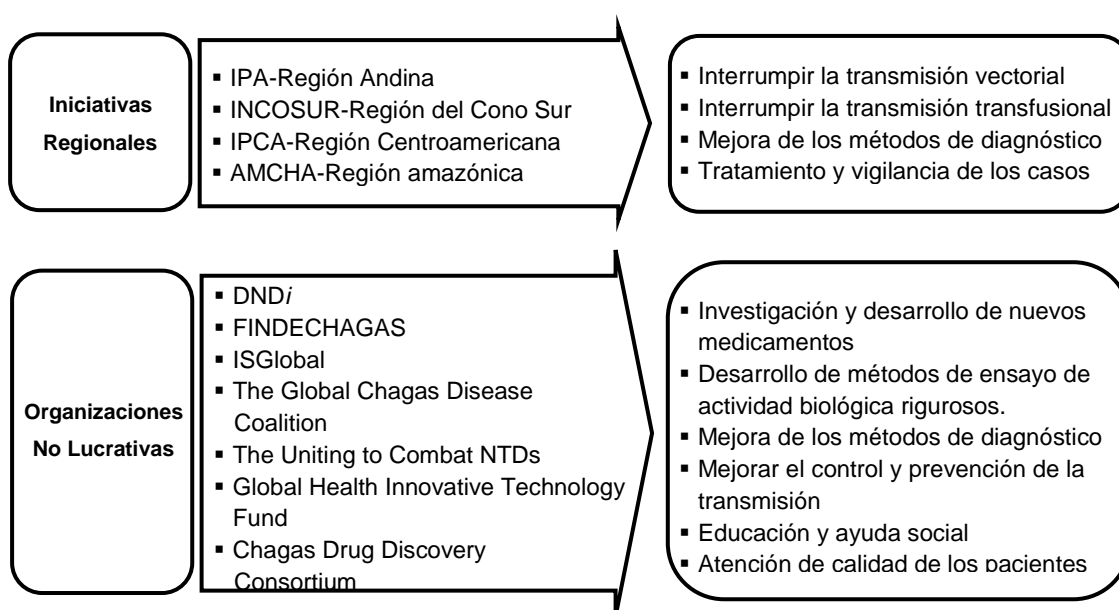 Iniciativas
Regionales
▪ IPA-Región Andina
▪ INCOSUR-Región del Cono Sur
▪ IPCA-Región Centroamericana
▪ AMCHA-Región amazónica
▪ Interrumpir la transmisión vectorial
▪ Interrumpir la transmisión transfusional
▪ Mejora de los métodos de diagnóstico
▪ Tratamiento y vigilancia de los casos
Organizaciones
No Lucrativas
▪ DNDi
▪ FINDECHAGAS
▪ ISGlobal
▪ The Global Chagas Disease
Coalition
▪ The Uniting to Combat NTDs
▪ Global Health Innovative Technology
Fund
▪ Chagas Drug Discovery
Consortium
▪ Investigación y desarrollo de nuevos
medicamentos
▪ Desarrollo de métodos de ensayo de
actividad biológica rigurosos.
▪ Mejora de los métodos de diagnóstico
▪ Mejorar el control y prevención de la
transmisión
▪ Educación y ayuda social
▪ Atención de calidad de los pacientes